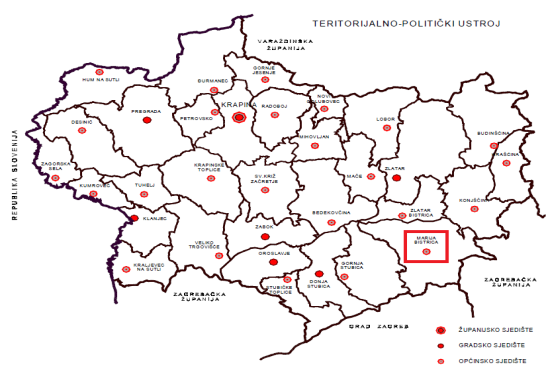 TERITORIJALNO-POLITIČKI USTROJ
VARAŽDINSKA
ŽUPANIJA
HUM NA SUTLI
GORNJE
JESENJE
ĐURMANEC
KRAPINA
NOVI
GOLUBOVEC
PREGRADA
PETROVSKO
RADOBOJ
LOBOR
DESINIĆ
MIHOVLJAN
BUDINŠČINA
HRAŠĆINA
REPUBLIKA SLOVENIJA
ZAGORSKA
SELA
KUMROVEC
TUHELJ
KRAPINSKE
TOPLICE
SV.KRIŽ
ZAČRETJE
MAČE
ZLATAR
KONJŠČINA
KLANJEC
BEDEKOVČINA
ZLATAR
BISTRICA
ZABOK
VELIKO
TRGOVIŠĆE
MARIJA
BISTRICA
OROSLAVJE
KRALJEVEC
NA SUTLI
GORNJA
STUBICA
STUBIČKE
TOPLICE
DONJA
STUBICA
ZAGREBAČKA
ŽUPANIJA
ZAGREBAČKA
ŽUPANIJA
GRAD ZAGREB
ŽUPANIJSKO SJEDIŠTE
GRADSKO SJEDIŠTE
OPĆINSKO SJEDIŠTE